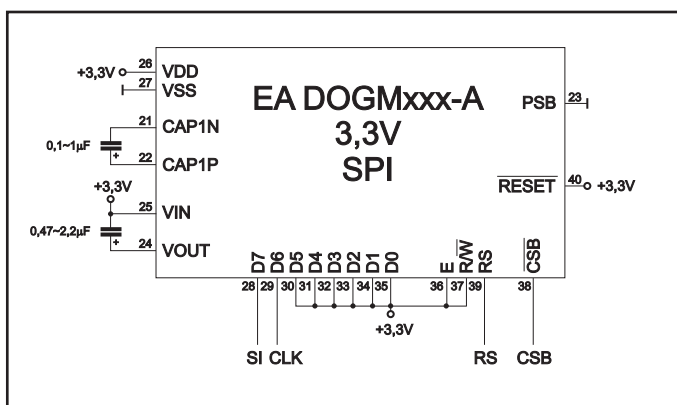 EA DOGMxxx-A
3,3V
SPI
+3,3V
26 VDD
27 VSS
21 CAP1N
0,1~1µF
+
22 CAP1P
+3,3V
25 VIN
0,47~2,2µF
+
24 VOUT
PSB 23
RESET 40 +3,3V
D7 D6 D5 D4 D3 D2 D1 D0 E R/W RS CSB
28 29 30 31 32 33 34 35 36 37 39 38
+3,3V
SI CLK RS CSB